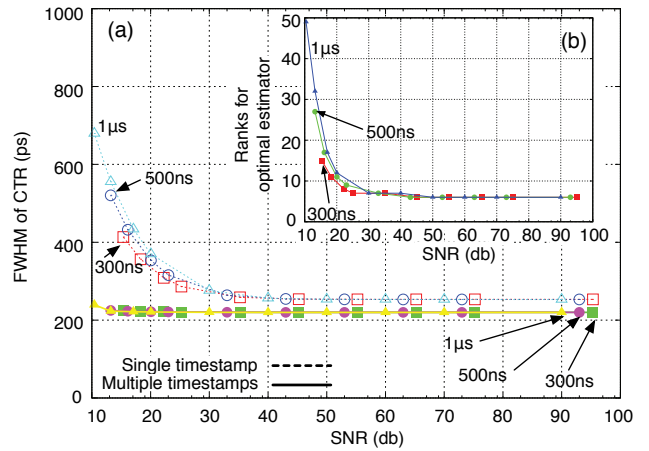 (a)
FWHM of CTR (ps)
1000
800
600
400
200
0
1μs
500ns
300ns
Single timestamp
Multiple timestamps
1μs
500ns
300ns
10 20 30 40 50 60 70 80 90 100
SNR (db)
(b)
Ranks for
optimal estimator
50
40
30
20
10
0
1μs
500ns
300ns
10 20 30 40 50 60 70 80 90 100
SNR (db)